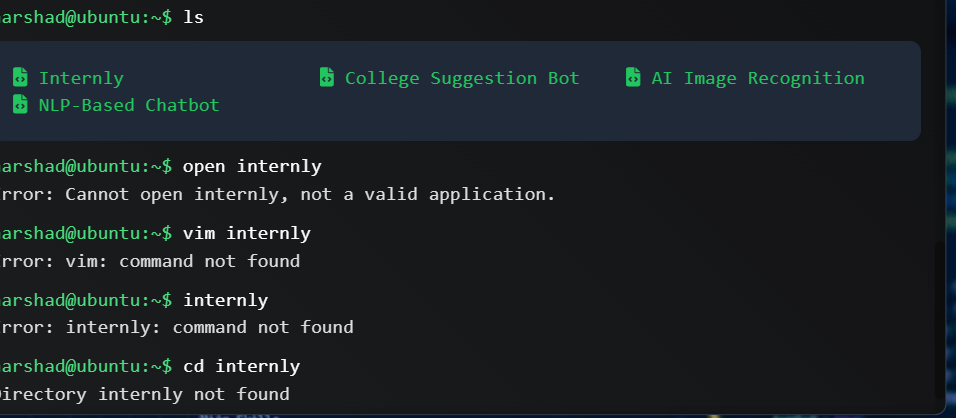 arshad@ubuntu:~$ ls
Internly College Suggestion Bot AI Image Recognition
NLP-Based Chatbot
arshad@ubuntu:~$ open internly
rror: Cannot open internly, not a valid application.
arshad@ubuntu:~$ vim internly
rror: vim: command not found
arshad@ubuntu:~$ internly
rror: internly: command not found
arshad@ubuntu:~$ cd internly
Directory internly not found